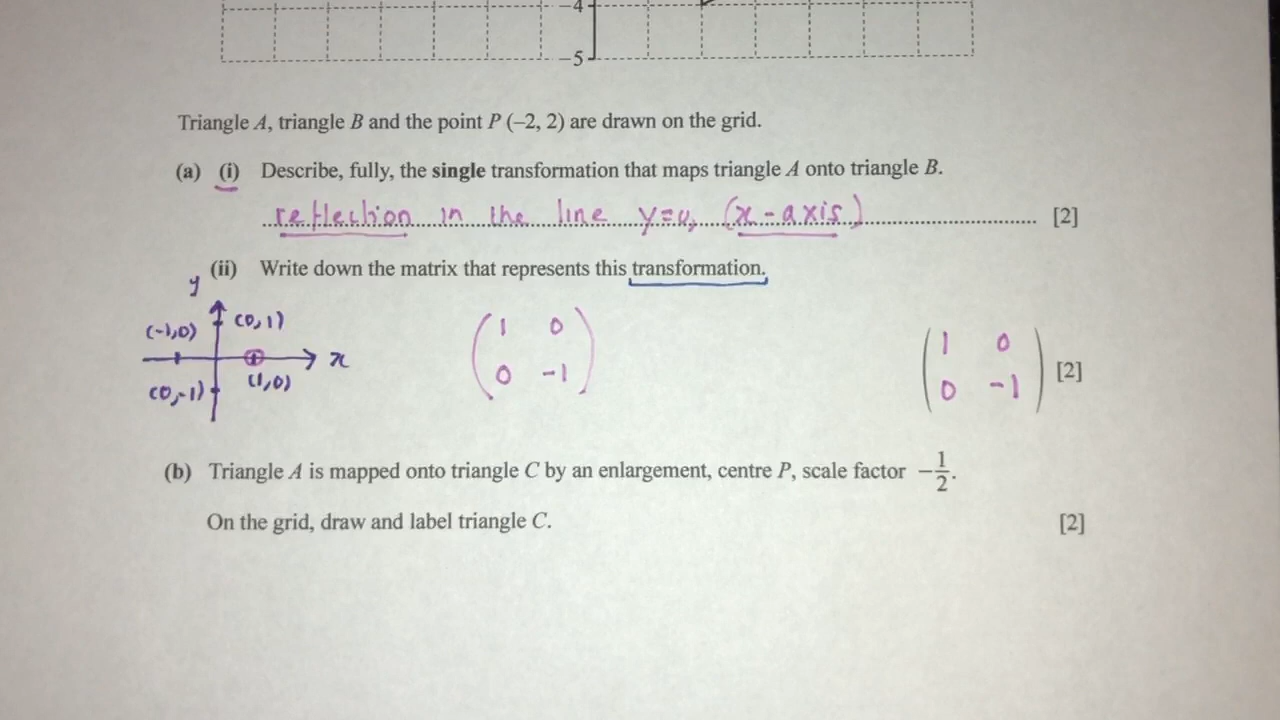 −4
−5
Triangle A, triangle B and the point P (−2, 2) are drawn on the grid.
(a) (i) Describe, fully, the single transformation that maps triangle A onto triangle B.
reflection in the line y=0, (x-axis) [2]
(ii) Write down the matrix that represents this transformation.
y
(-1,0) (0,1)
x
(0,-1) (1,0)
( 1 0
0 -1 )
( 1 0
0 -1 ) [2]
(b) Triangle A is mapped onto triangle C by an enlargement, centre P, scale factor −1/2.
On the grid, draw and label triangle C. [2]